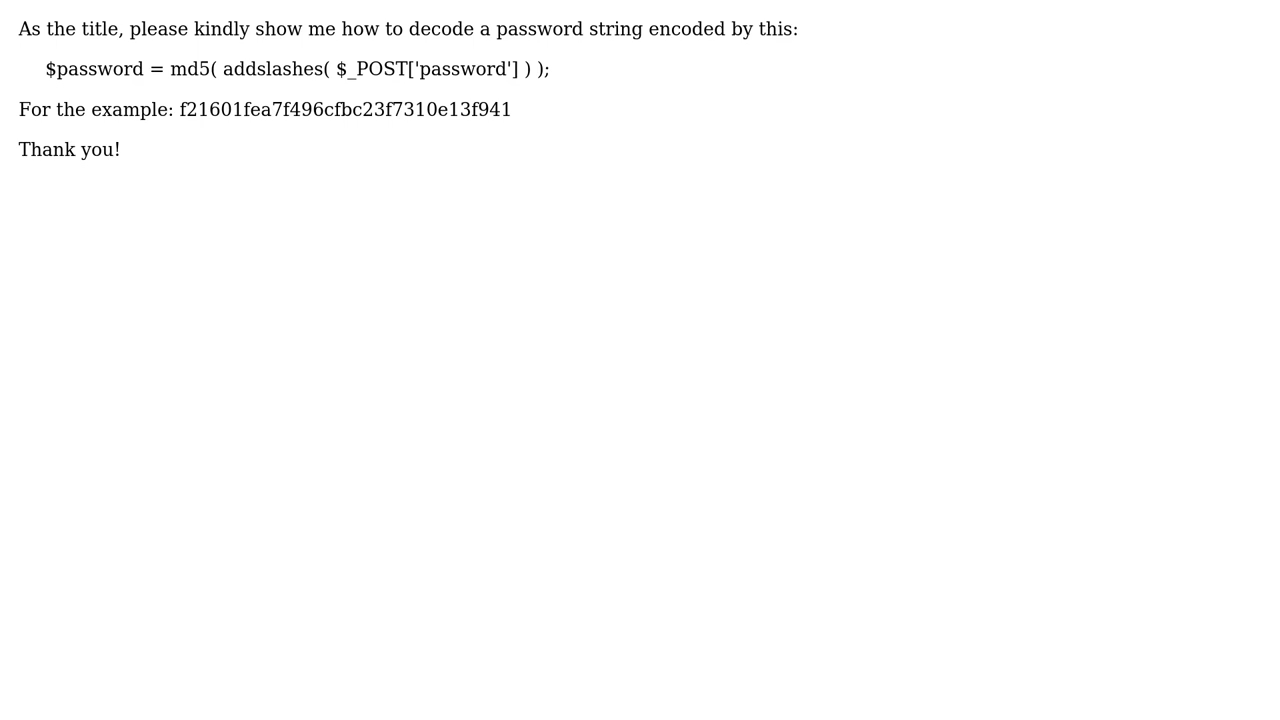 As the title, please kindly show me how to decode a password string encoded by this:
$password = md5( addslashes( $_POST['password'] ) );
For the example: f21601fea7f496cfbc23f7310e13f941
Thank you!